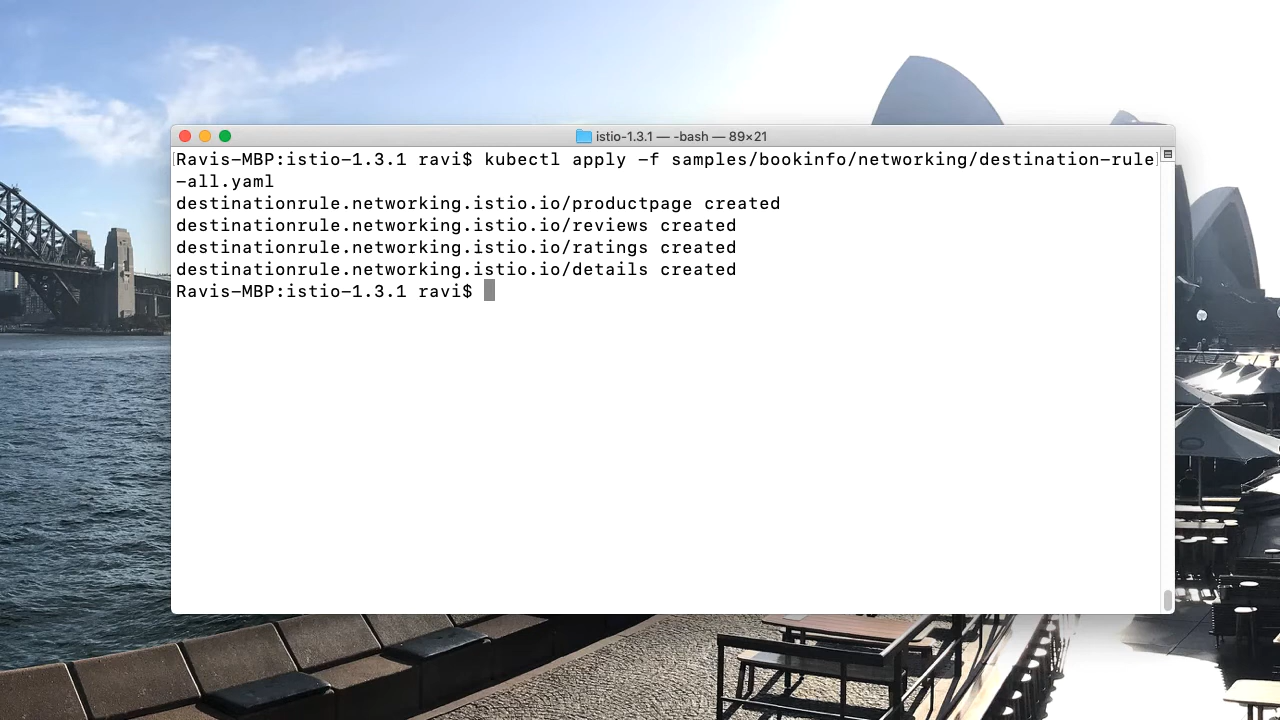 istio-1.3.1 — -bash — 89×21
[Ravis-MBP:istio-1.3.1 ravi$ kubectl apply -f samples/bookinfo/networking/destination-rule]
-all.yaml
destinationrule.networking.istio.io/productpage created
destinationrule.networking.istio.io/reviews created
destinationrule.networking.istio.io/ratings created
destinationrule.networking.istio.io/details created
Ravis-MBP:istio-1.3.1 ravi$